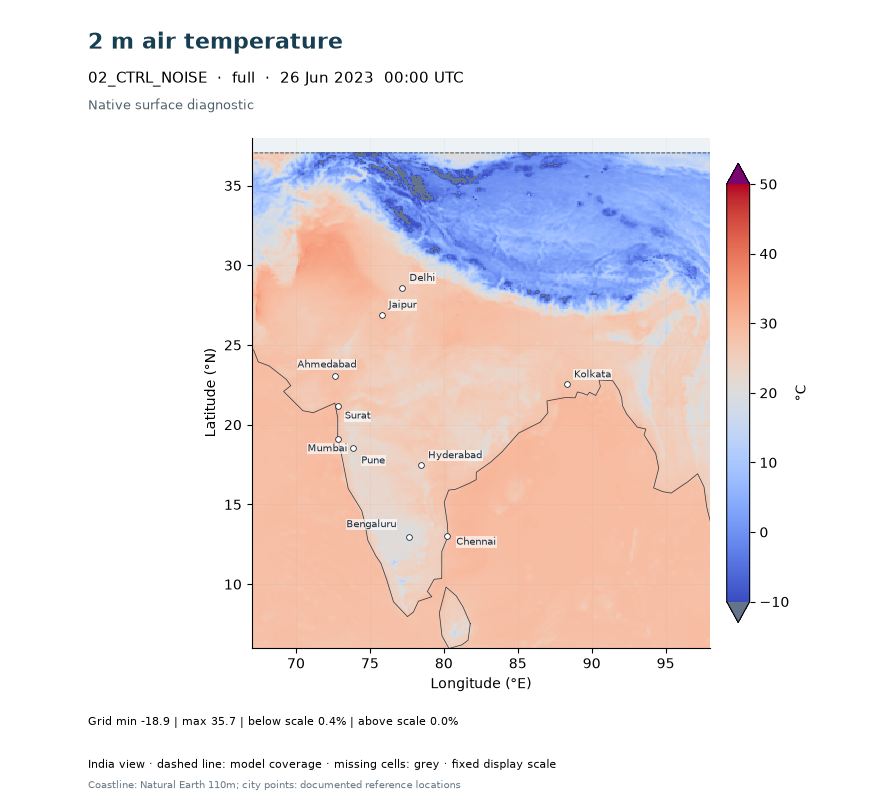 2 m air temperature
02_CTRL_NOISE · full · 26 Jun 2023 00:00 UTC
Native surface diagnostic
35
30
25
20
15
10
Latitude (°N)
Delhi
Jaipur
Ahmedabad
Kolkata
Surat
Mumbai
Pune
Hyderabad
Bengaluru
Chennai
70
75
80
85
90
95
Longitude (°E)
50
40
30
20
10
0
−10
°C
Grid min -18.9 | max 35.7 | below scale 0.4% | above scale 0.0%
India view · dashed line: model coverage · missing cells: grey · fixed display scale
Coastline: Natural Earth 110m; city points: documented reference locations